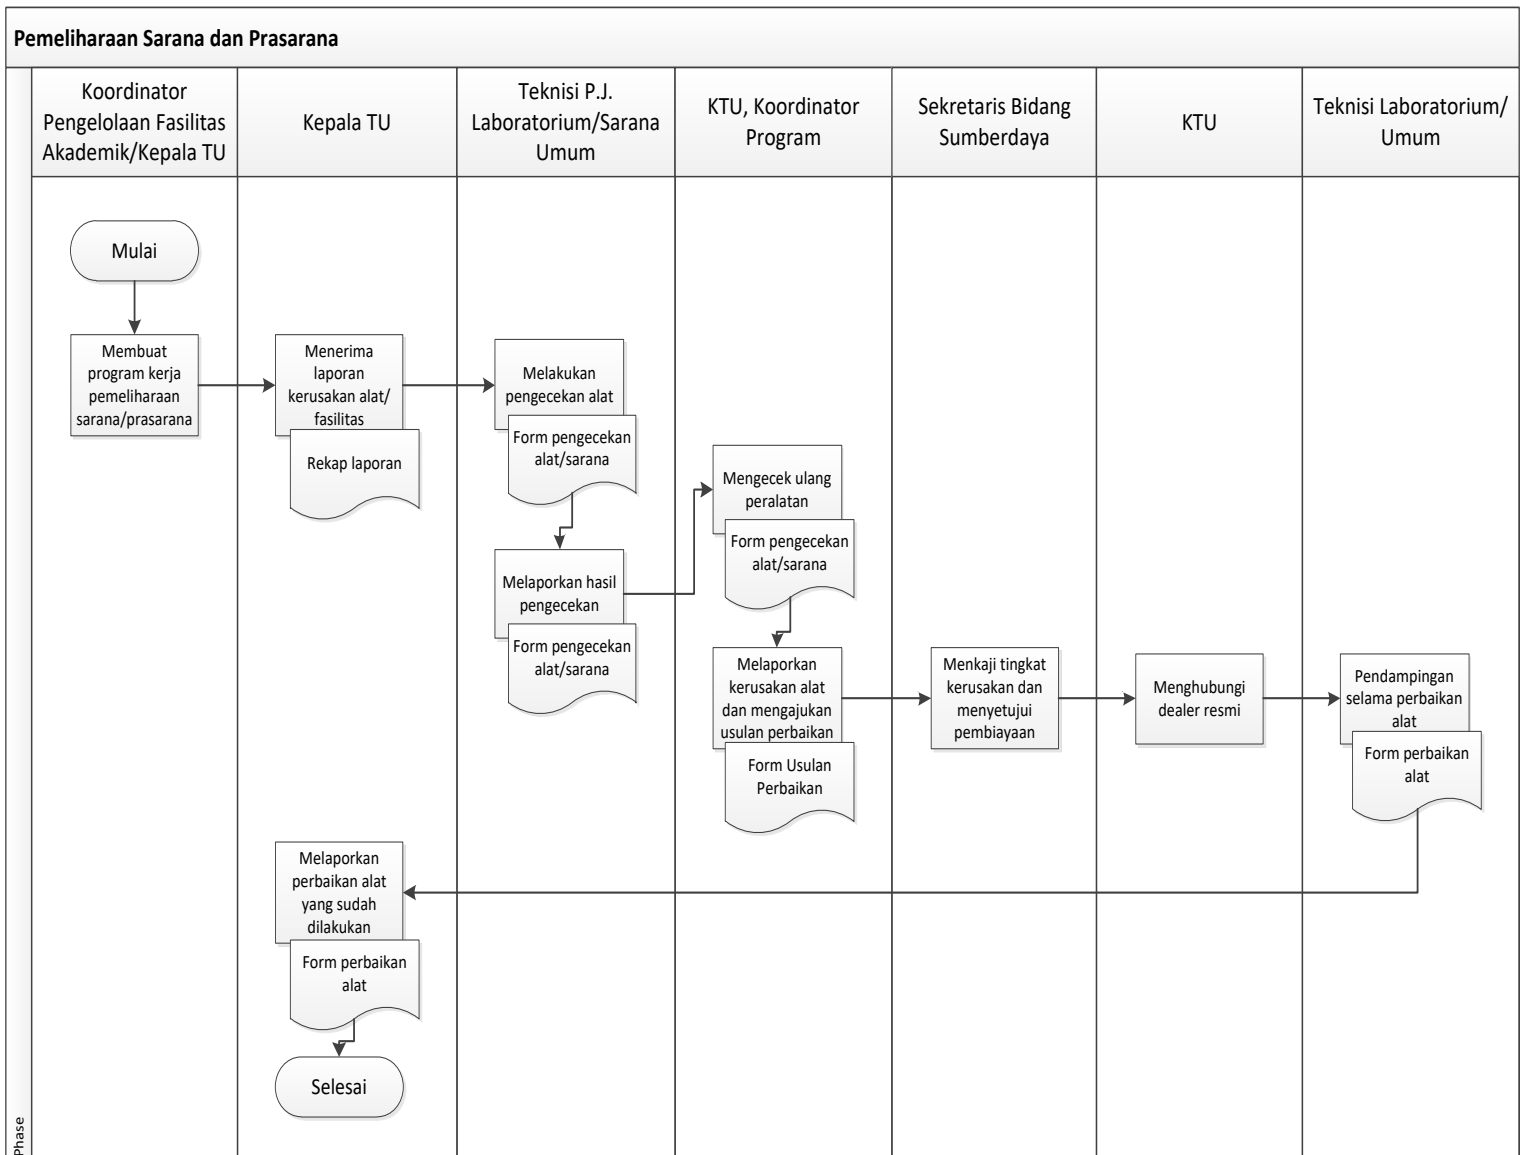 Pemeliharaan Sarana dan Prasarana
Koordinator
Pengelolaan Fasilitas
Akademik/Kepala TU
Kepala TU
Teknisi P.J.
Laboratorium/Sarana
Umum
KTU, Koordinator
Program
Sekretaris Bidang
Sumberdaya
KTU
Teknisi Laboratorium/
Umum
Mulai
Membuat
program kerja
pemeliharaan
sarana/prasarana
Menerima
laporan
kerusakan alat/
fasilitas
Rekap laporan
Melakukan
pengecekan alat
Form pengecekan
alat/sarana
Melaporkan hasil
pengecekan
Form pengecekan
alat/sarana
Mengecek ulang
peralatan
Form pengecekan
alat/sarana
Melaporkan
kerusakan alat
dan mengajukan
usulan perbaikan
Form Usulan
Perbaikan
Menkaji tingkat
kerusakan dan
menyetujui
pembiayaan
Menghubungi
dealer resmi
Pendampingan
selama perbaikan
alat
Form perbaikan
alat
Melaporkan
perbaikan alat
yang sudah
dilakukan
Form perbaikan
alat
Selesai
Phase